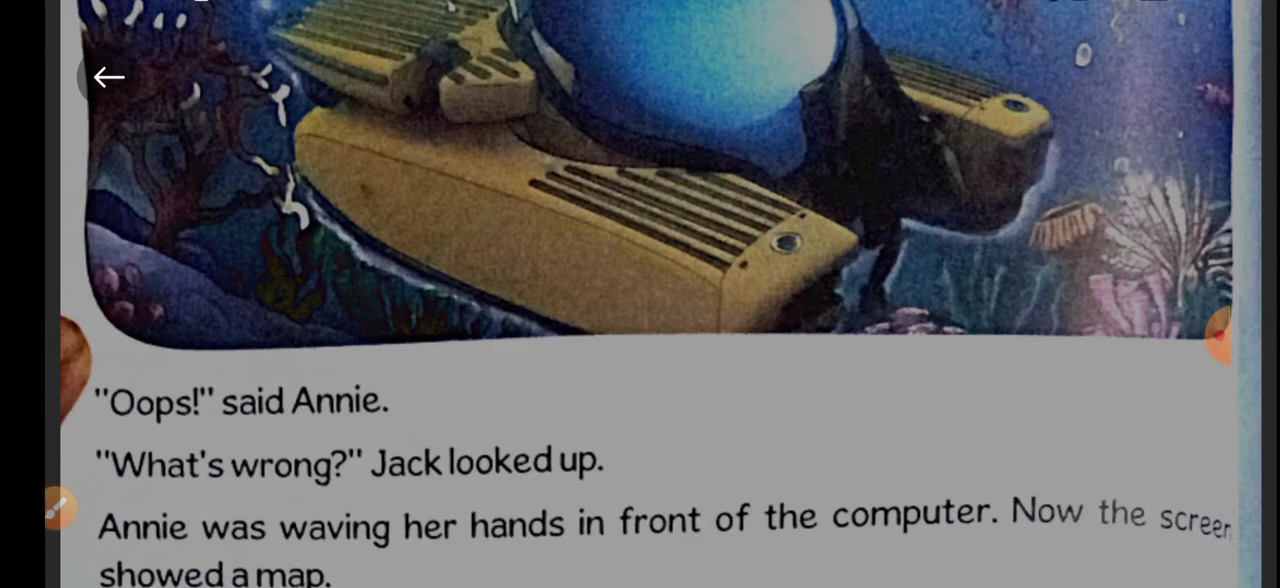 "Oops!" said Annie.
"What's wrong?" Jack looked up.
Annie was waving her hands in front of the computer. Now the screen
showed a map.